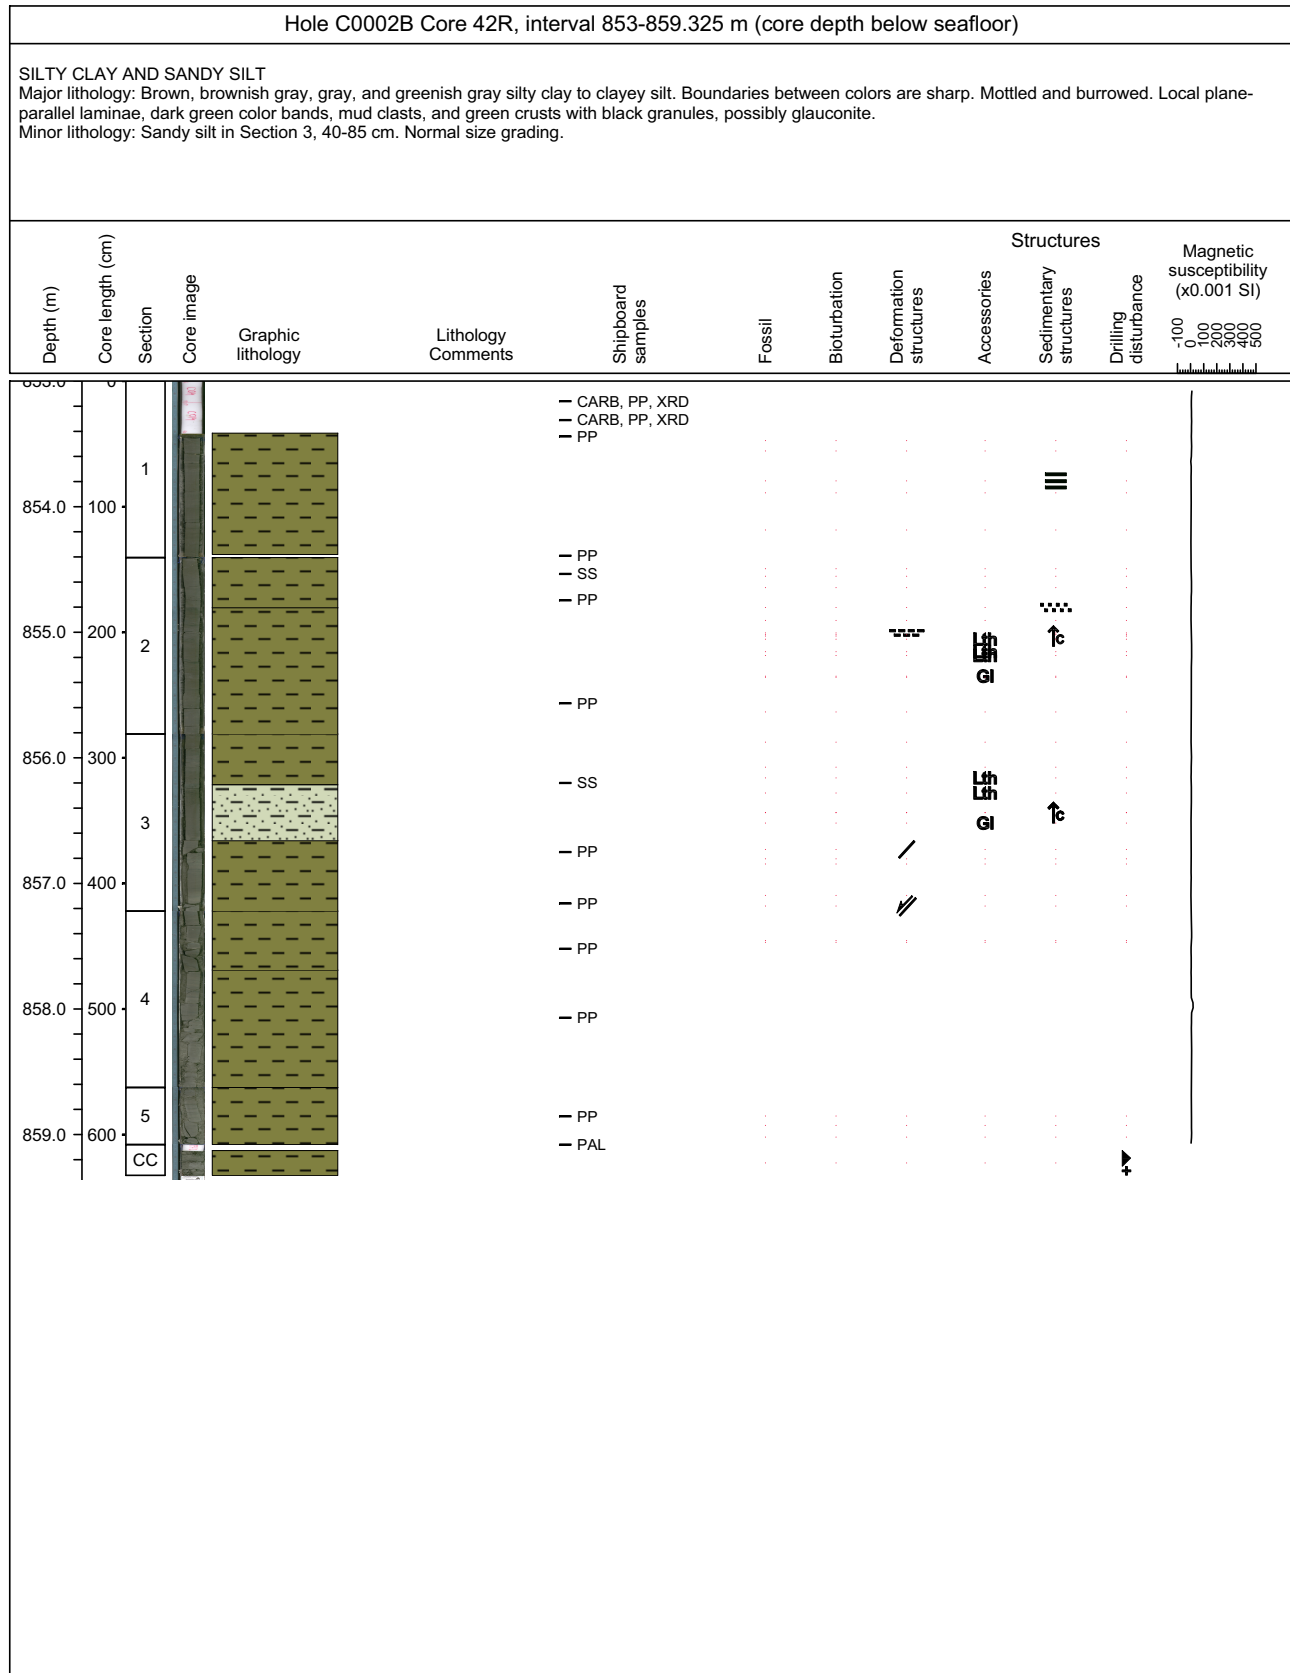 Hole C0002B Core 42R, interval 853-859.325 m (core depth below seafloor)
SILTY CLAY AND SANDY SILT
Major lithology: Brown, brownish gray, gray, and greenish gray silty clay to clayey silt. Boundaries between colors are sharp. Mottled and burrowed. Local plane-
parallel laminae, dark green color bands, mud clasts, and green crusts with black granules, possibly glauconite.
Minor lithology: Sandy silt in Section 3, 40-85 cm. Normal size grading.
Depth (m)
Core length (cm)
Section
Core image
Graphic
lithology
Lithology
Comments
Shipboard
samples
Fossil
Bioturbation
Structures
Deformation
structures
Accessories
Sedimentary
structures
Drilling
disturbance
Magnetic
susceptibility
(x0.001 SI)
-100
0
100
200
300
400
500
853.0 0
CARB, PP, XRD
CARB, PP, XRD
PP
1
854.0 100
PP
SS
PP
855.0 200
2
Lth
Lth
Lth
c
GI
PP
856.0 300
SS
Lth
Lth
3
GI
c
PP
857.0 400
PP
PP
4
858.0 500
PP
5
PP
859.0 600
PAL
CC
+